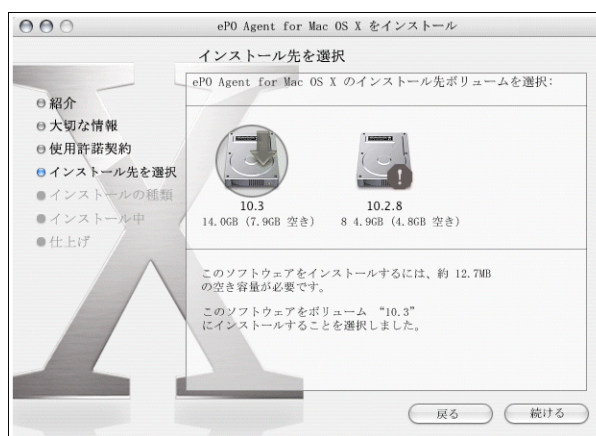 ePO Agent for Mac OS X をインストール
インストール先を選択
ePO Agent for Mac OS X のインストール先ボリュームを選択:
紹介
大切な情報
使用許諾契約
インストール先を選択
インストールの種類
インストール中
仕上げ
10.3
14.0GB (7.9GB 空き)
10.2.8
8 4.9GB (4.8GB 空き)
このソフトウェアをインストールするには、約 12.7MB
の空き容量が必要です。
このソフトウェアをボリューム “10.3”
にインストールすることを選択しました。
戻る
続ける